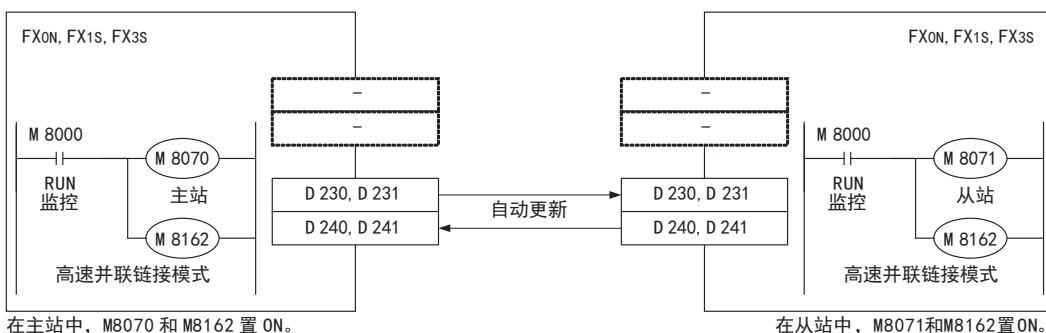 FX0N, FX1S, FX3S
–
–
M 8000
RUN
监控
M 8070
主站
M 8162
高速并联链接模式
D 230, D 231
D 240, D 241
自动更新
FX0N, FX1S, FX3S
–
–
D 230, D 231
D 240, D 241
M 8000
RUN
监控
M 8071
从站
M 8162
高速并联链接模式
在主站中, M8070 和 M8162 置 ON。
在从站中, M8071和M8162置ON。